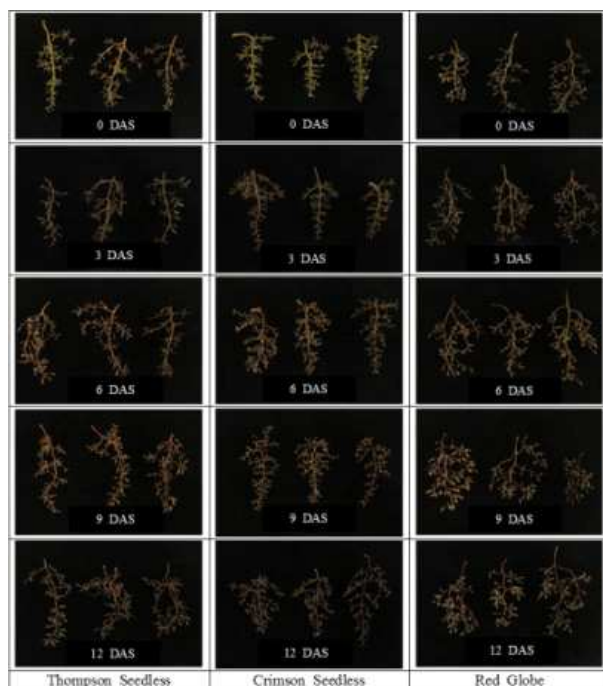 0 DAS 0 DAS 0 DAS
3 DAS 3 DAS 3 DAS
6 DAS 6 DAS 6 DAS
9 DAS 9 DAS 9 DAS
12 DAS 12 DAS 12 DAS
Thompson Seedless Crimson Seedless Red Globe